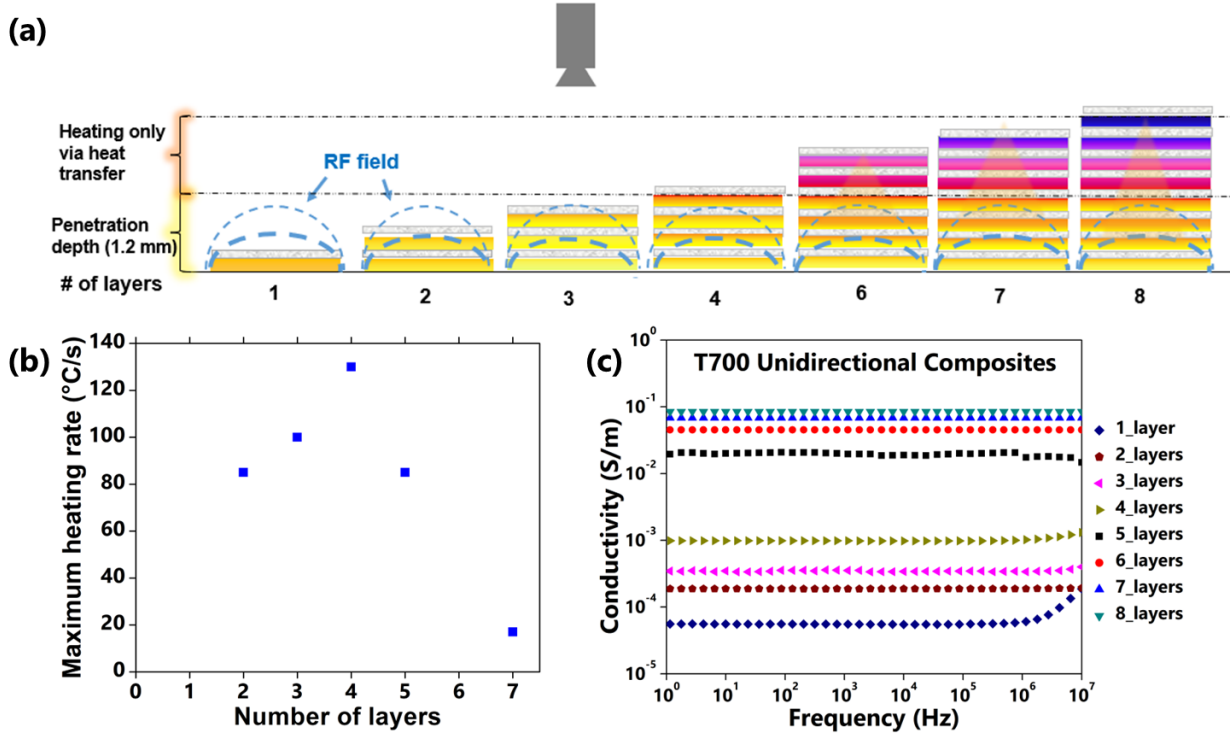 (a)
Heating only
via heat
transfer
RF field
Penetration
depth (1.2 mm)
# of layers
1
2
3
4
6
7
8
(b)
Maximum heating rate (°C/s)
140
120
100
80
60
40
20
0
0 1 2 3 4 5 6 7
Number of layers
(c)
T700 Unidirectional Composites
Conductivity (S/m)
10⁰
10⁻¹
10⁻²
10⁻³
10⁻⁴
10⁻⁵
10⁰ 10¹ 10² 10³ 10⁴ 10⁵ 10⁶ 10⁷
Frequency (Hz)
1_layer
2_layers
3_layers
4_layers
5_layers
6_layers
7_layers
8_layers